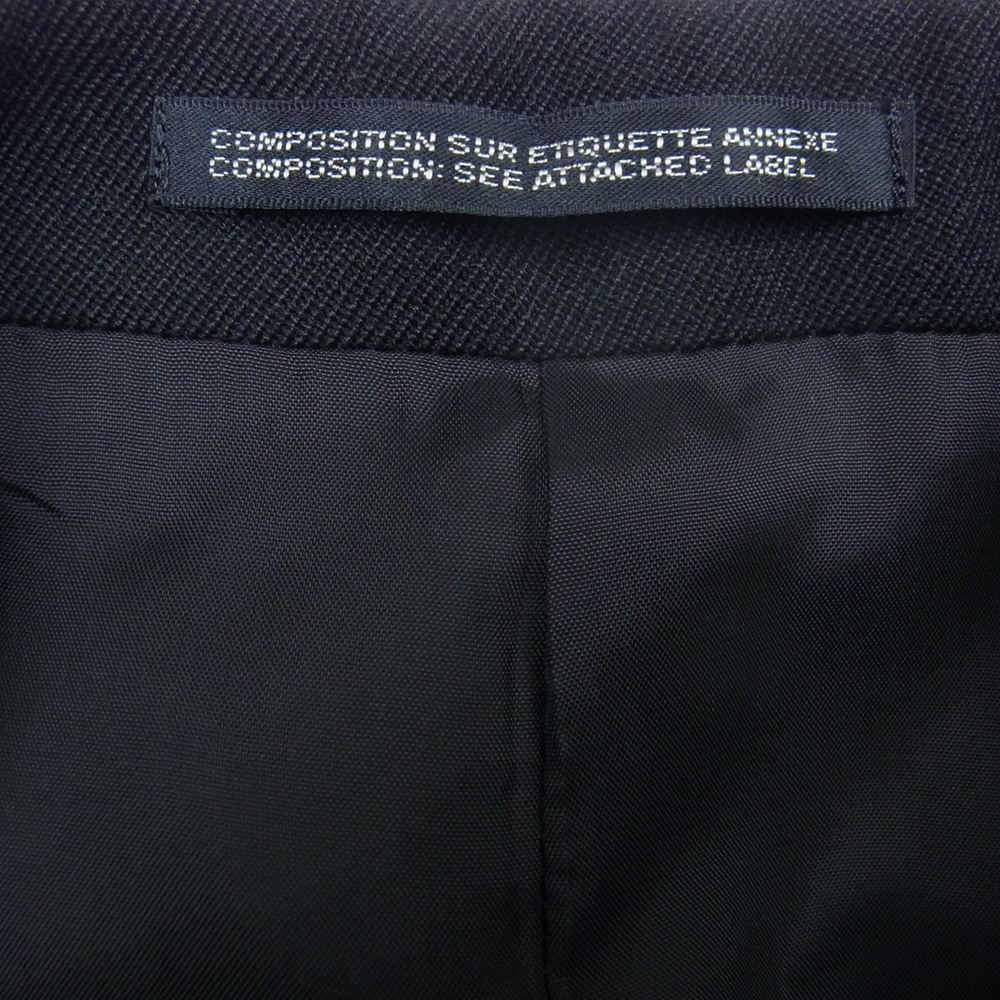 COMPOSITION SUR ETIQUETTE ANNEXE
COMPOSITION: SEE ATTACHED LABEL